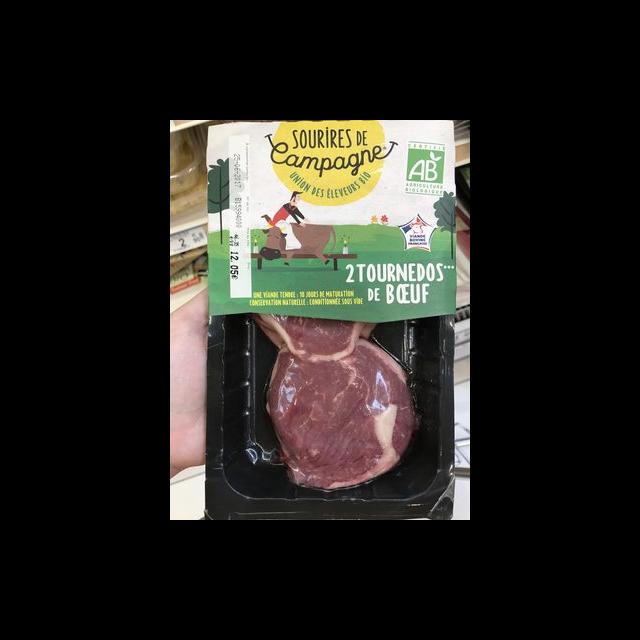 SOURIRES DE
Campagne
UNION DES ÉLEVEURS BIO
CERTIFIÉ
AB
AGRICULTURE
BIOLOGIQUE
VIANDE
BOVINE
FRANÇAISE
12.05€
2 TOURNEDOS***
DE BŒUF
UNE VIANDE TENDRE : 10 JOURS DE MATURATION
CONSERVATION NATURELLE : CONDITIONNÉE SOUS VIDE